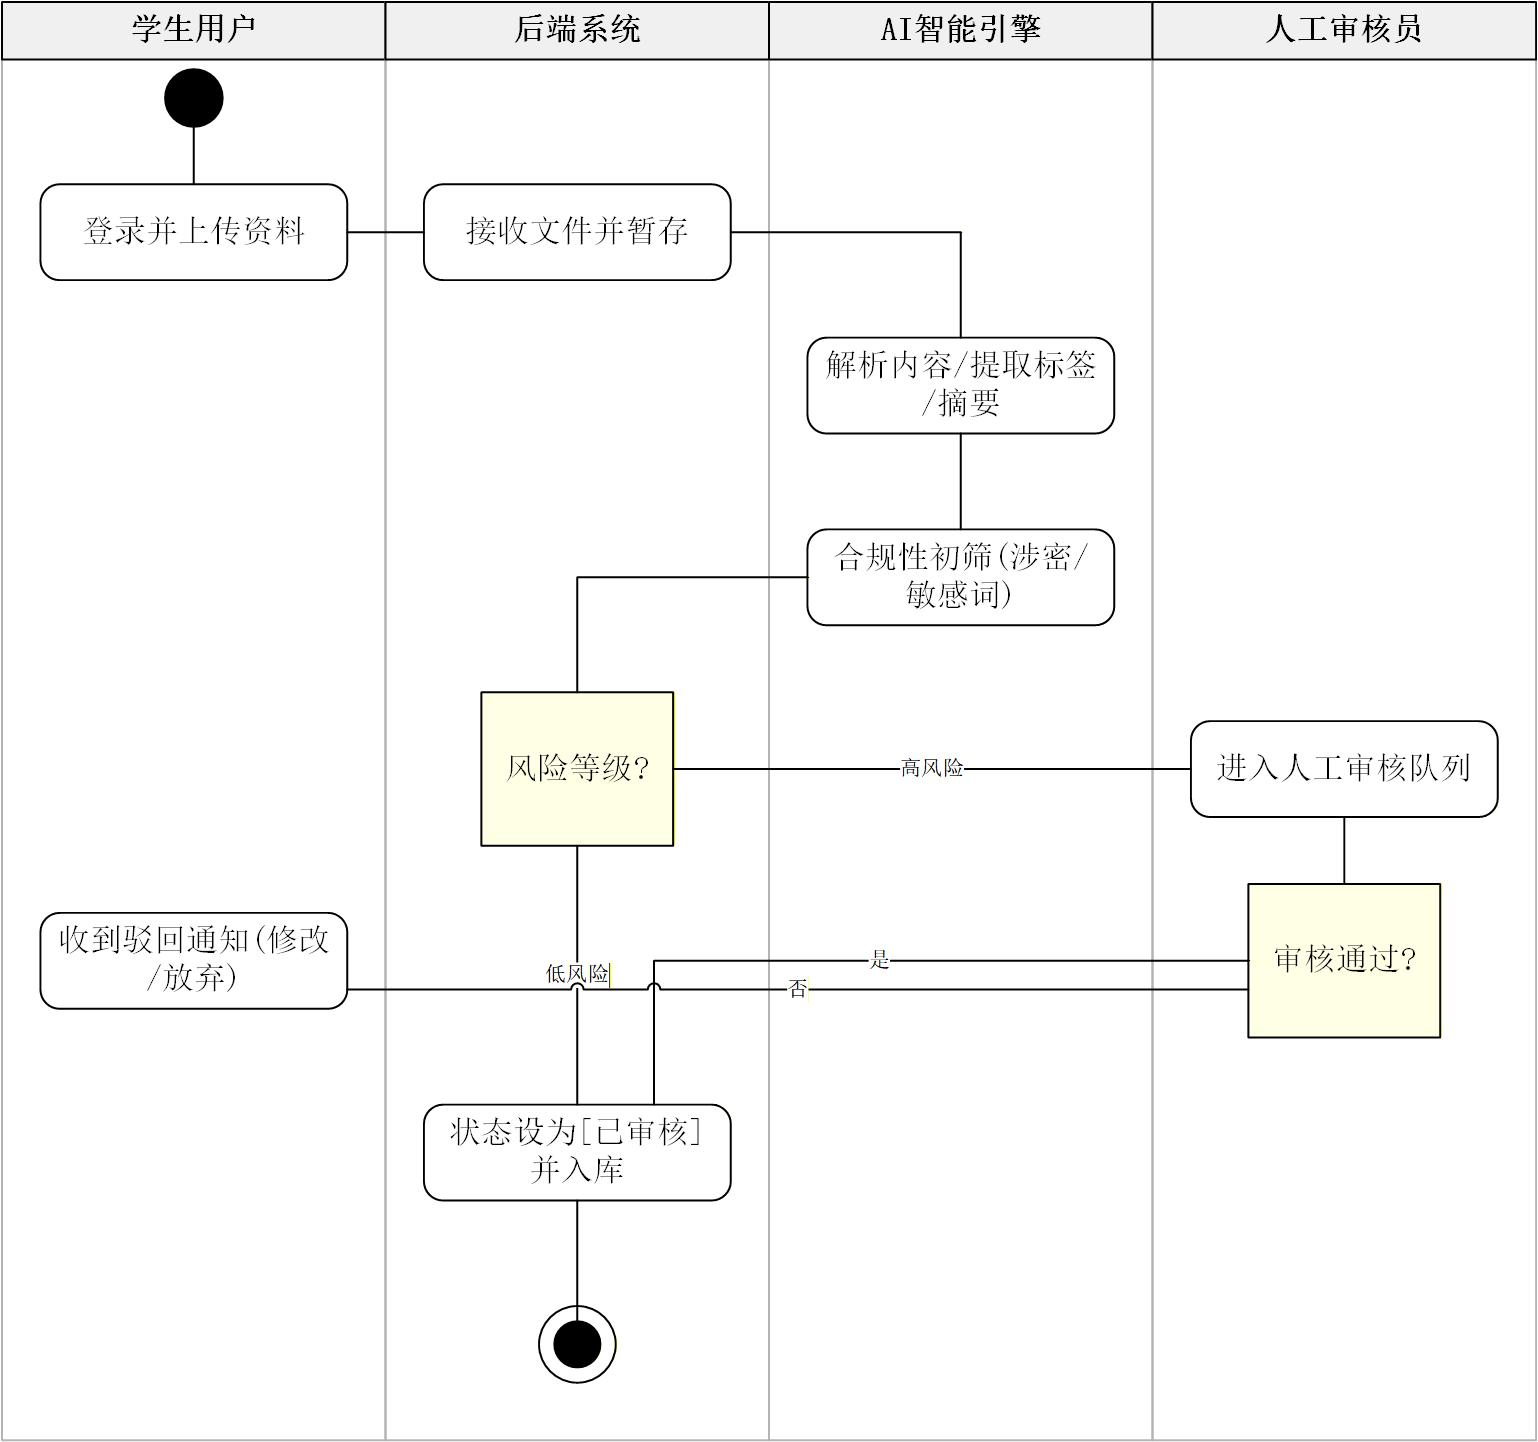 学生用户
后端系统
AI智能引擎
人工审核员
登录并上传资料
接收文件并暂存
解析内容/提取标签
/摘要
合规性初筛(涉密/
敏感词)
风险等级?
高风险
进入人工审核队列
收到驳回通知(修改
/放弃)
低风险
是
否
审核通过?
状态设为[已审核]
并入库